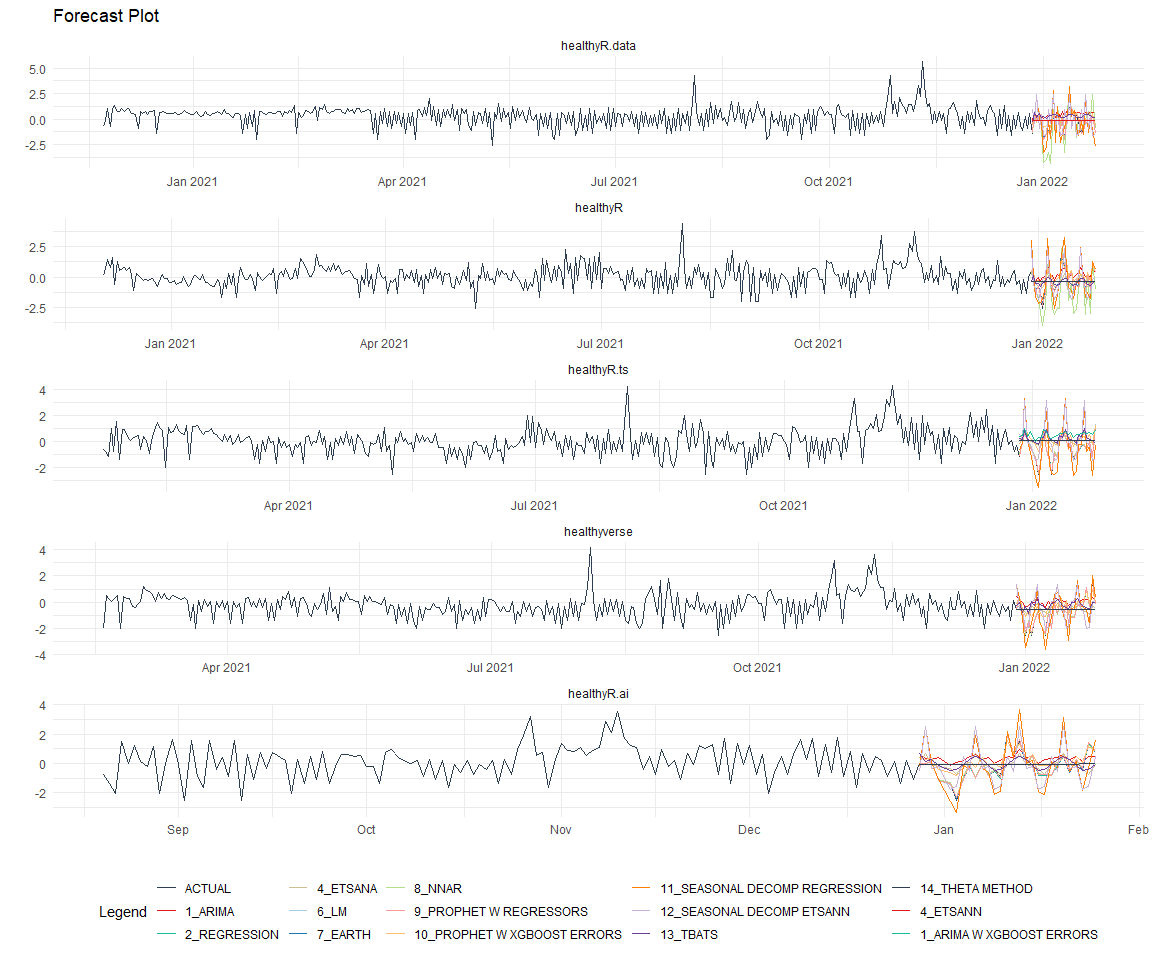 Forecast Plot
healthyR.data
5.0
2.5
0.0
-2.5
Jan 2021 Apr 2021 Jul 2021 Oct 2021 Jan 2022
healthyR
2.5
0.0
-2.5
Jan 2021 Apr 2021 Jul 2021 Oct 2021 Jan 2022
healthyR.ts
4
2
0
-2
Apr 2021 Jul 2021 Oct 2021 Jan 2022
healthyverse
4
2
0
-2
-4
Apr 2021 Jul 2021 Oct 2021 Jan 2022
healthyR.ai
4
2
0
-2
Sep Oct Nov Dec Jan Feb
Legend
ACTUAL 4_ETSANA 8_NNAR 11_SEASONAL DECOMP REGRESSION 14_THETA METHOD
1_ARIMA 6_LM 9_PROPHET W REGRESSORS 12_SEASONAL DECOMP ETSANN 4_ETSANN
2_REGRESSION 7_EARTH 10_PROPHET W XGBOOST ERRORS 13_TBATS 1_ARIMA W XGBOOST ERRORS